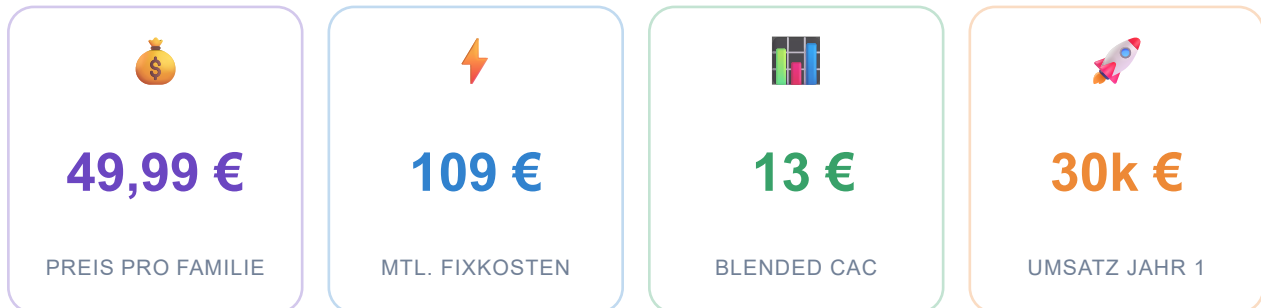 49,99 €
PREIS PRO FAMILIE
109 €
MTL. FIXKOSTEN
13 €
BLENDED CAC
30k €
UMSATZ JAHR 1